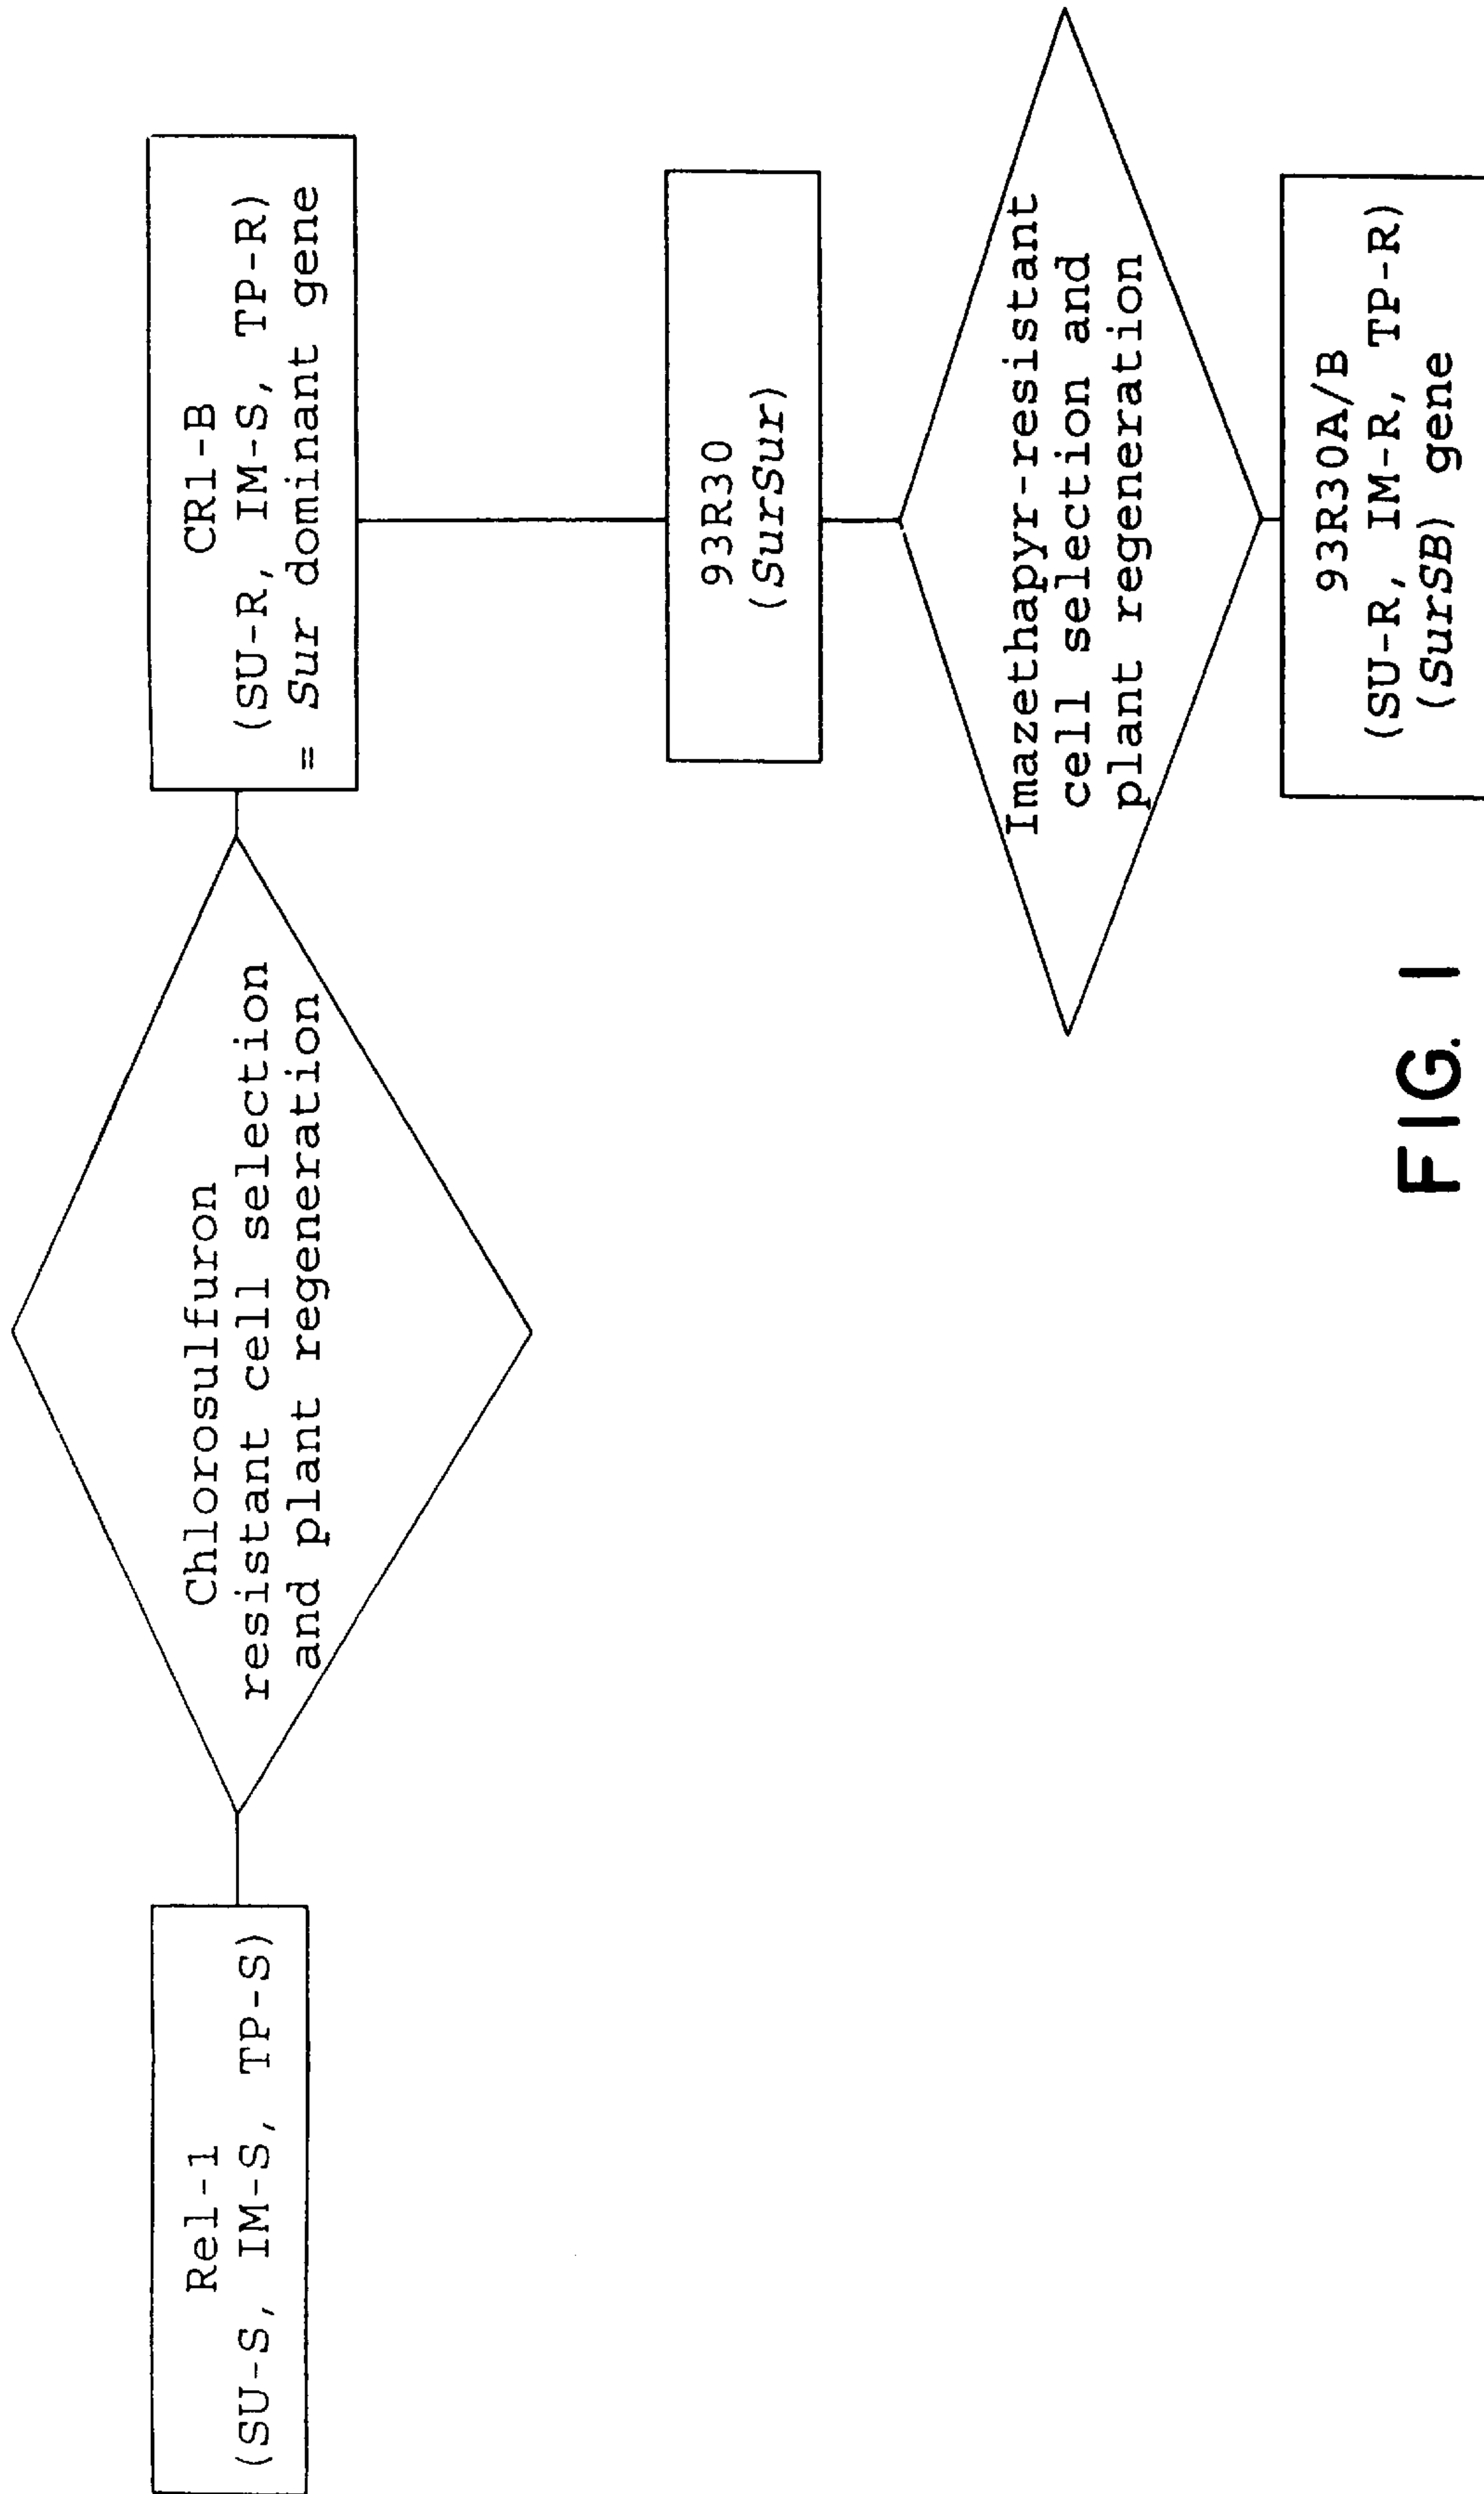 Rel-1
(SU-S, IM-S, TP-S)
Chlorosulfuron
resistant cell selection
and plant regeneration
CR1-B
(SU-R, IM-S, TP-R)
= Sur dominant gene
93R30
(SurSur)
Imazethapyr-resistant
cell selection and
plant regeneration
93R30A/B
(SU-R, IM-R, TP-R)
(SurSB) gene
FIG. 1